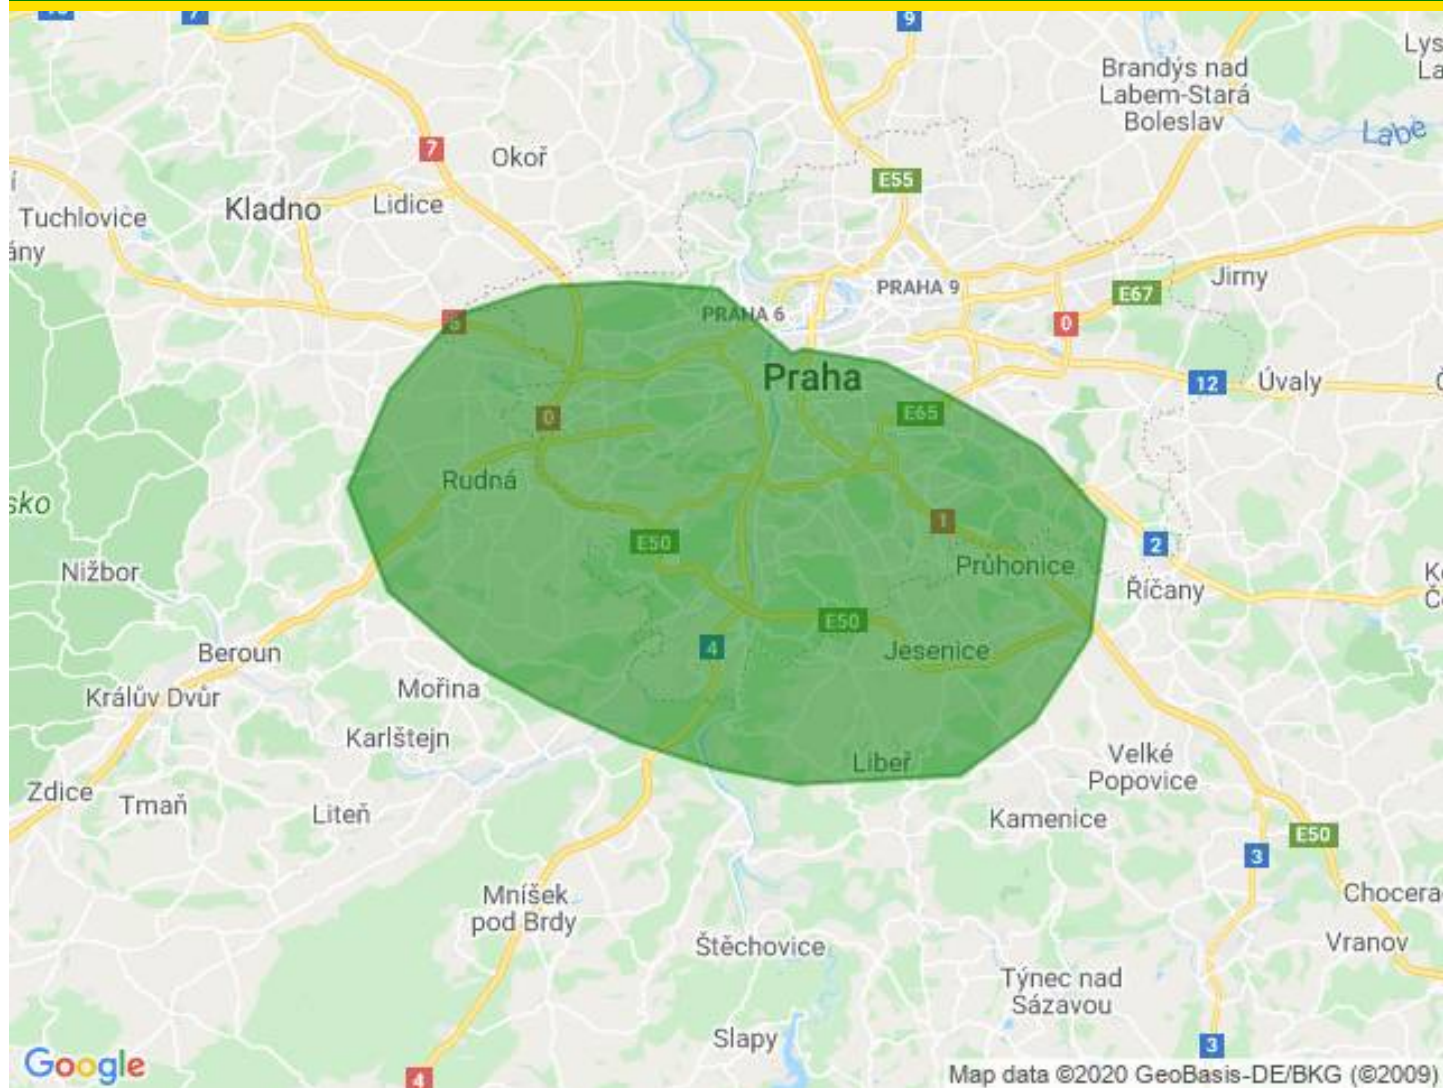 7
9
Lys
La
Brandýs nad
Labem-Stará
Boleslav
Labe
7
Okoř
E55
Kladno
Lidice
Tuchlovice
ány
PRAHA 9
Jirny
E67
PRAHA 6
5
0
Praha
12
Úvaly
0
E65
Rudná
sko
1
E50
2
Nižbor
Průhonice
Říčany
E50
Beroun
4
Jesenice
Králův Dvůr
Mořina
Karlštejn
Libeř
Velké
Popovice
Zdice
Tmaň
Liteň
Kamenice
E50
3
Mníšek
pod Brdy
Chocera
Štěchovice
Vranov
Týnec nad
Sázavou
Slapy
3
Google
4
Map data ©2020 GeoBasis-DE/BKG (©2009)